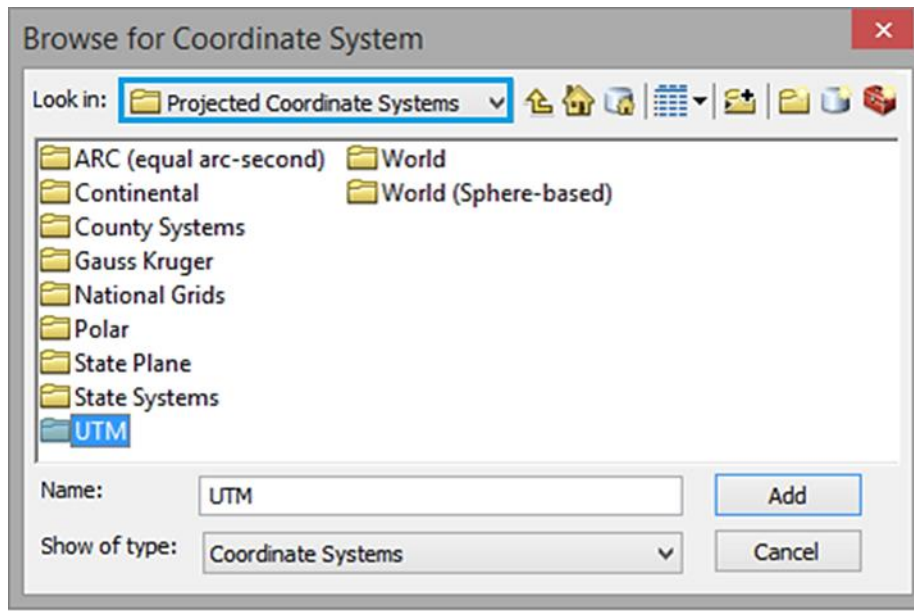 Browse for Coordinate System
Look in: Projected Coordinate Systems
ARC (equal arc-second) World
Continental World (Sphere-based)
County Systems
Gauss Kruger
National Grids
Polar
State Plane
State Systems
UTM
Name: UTM Add
Show of type: Coordinate Systems Cancel